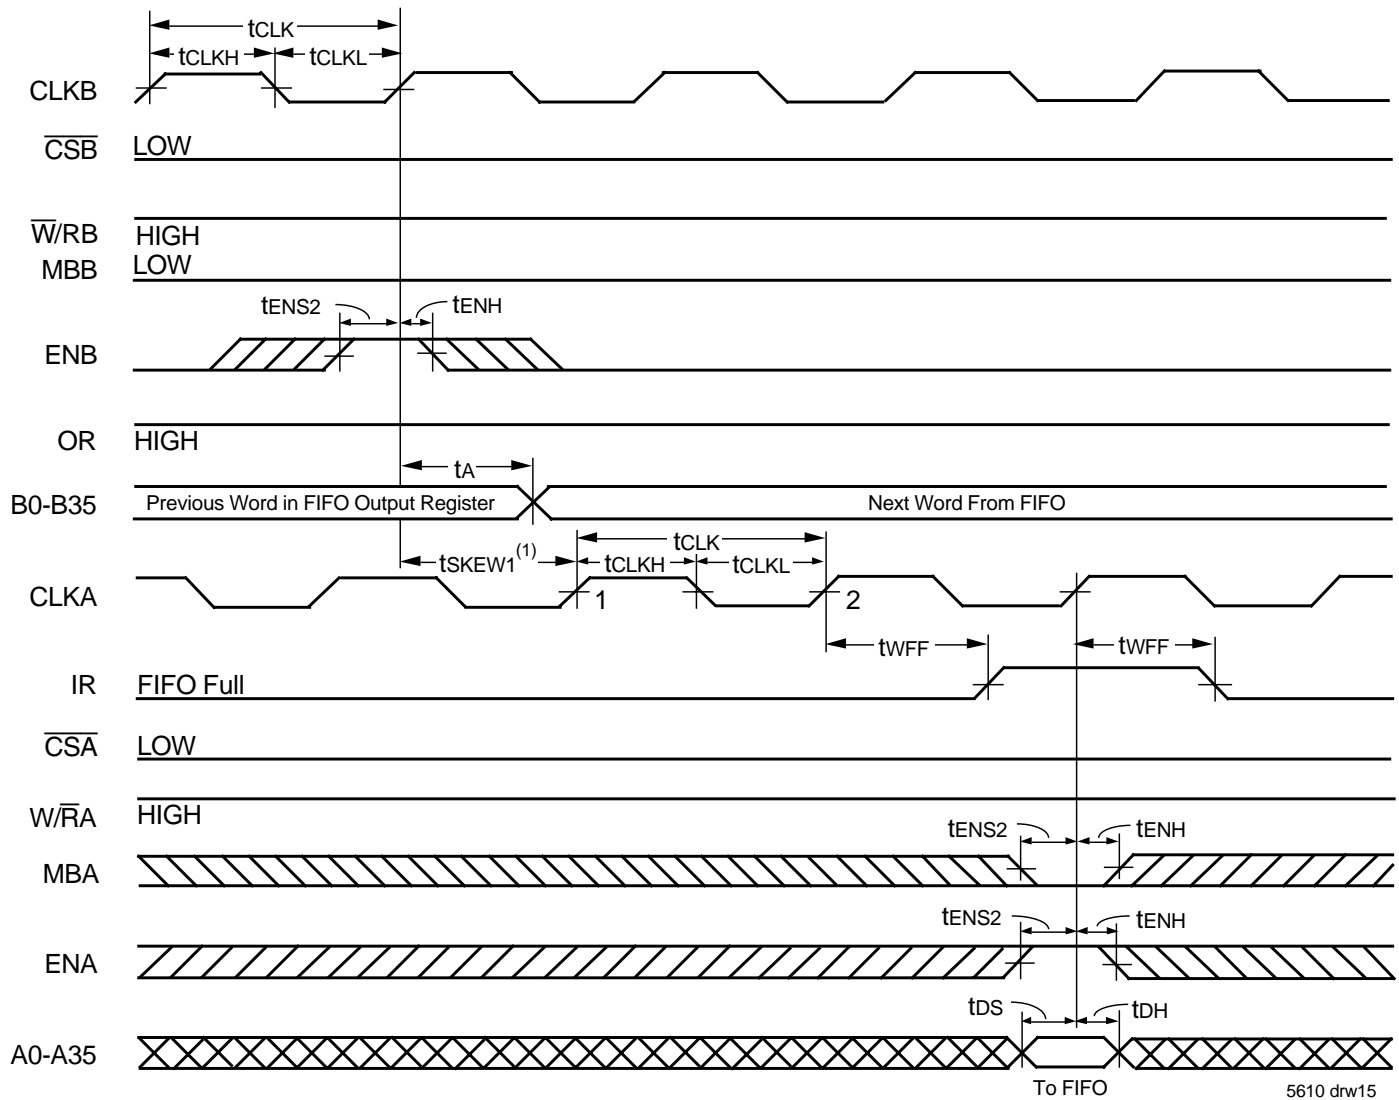 tCLK
tCLKH tCLKL
CLKB
CSB LOW
W/RB HIGH
MBB LOW
tENS2 tENH
ENB
OR HIGH
tA
B0-B35 Previous Word in FIFO Output Register Next Word From FIFO
tCLK
tSKEW1(1) tCLKH tCLKL
CLKA 1 2
tWFF tWFF
IR FIFO Full
CSA LOW
W/RA HIGH
tENS2 tENH
MBA
tENS2 tENH
ENA
tDS tDH
A0-A35
To FIFO
5610 drw15